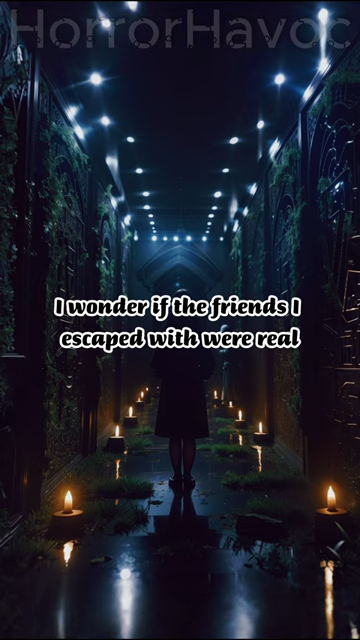 HorrorHavoc
I wonder if the friends I
escaped with were real